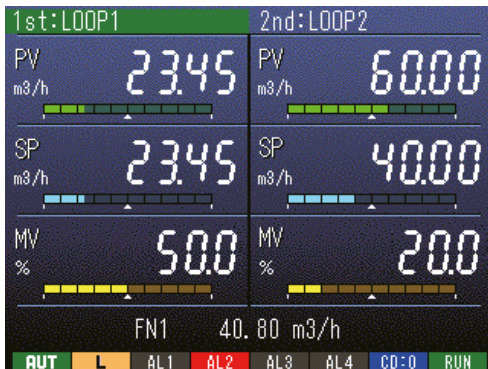 1st:LOOP1 2nd:LOOP2
PV 23.45 PV 60.00
m3/h m3/h
SP 23.45 SP 40.00
m3/h m3/h
MV 50.0 MV 20.0
% %
FN1 40.80 m3/h
AUT L AL1 AL2 AL3 AL4 CD:0 RUN